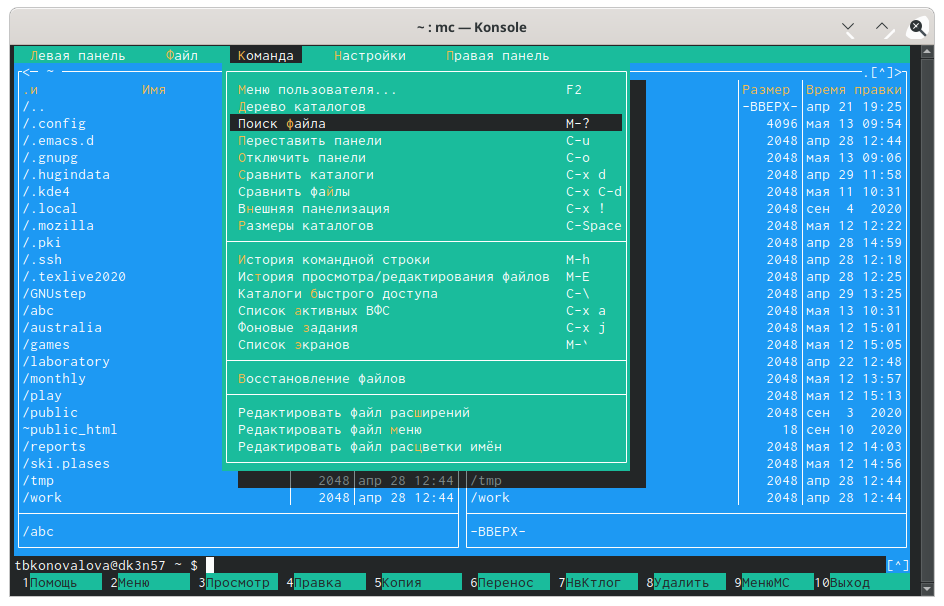 ~ : mc — Konsole
Левая панель Файл Команда Настройки Правая панель
<— ~ .[^]>
.и Имя Размер Время правки
Меню пользователя... F2
/.. Дерево каталогов -ВВЕРХ- апр 21 19:25
/.config Поиск файла M-? 4096 мая 13 09:54
/.emacs.d Переставить панели C-u 2048 апр 28 12:44
/.gnupg Отключить панели C-o 2048 мая 13 09:06
/.hugindata Сравнить каталоги C-x d 2048 апр 29 11:58
/.kde4 Сравнить файлы C-x C-d 2048 мая 11 10:31
/.local Внешняя панелизация C-x ! 2048 сен 4 2020
/.mozilla Размеры каталогов C-Space 2048 мая 12 12:22
/.pki 2048 апр 28 14:59
/.ssh История командной строки M-h 2048 апр 28 12:18
/.texlive2020 История просмотра/редактирования файлов M-E 2048 апр 28 12:25
/GNUstep Каталоги быстрого доступа C-\ 2048 апр 29 13:25
/abc Список активных ВФС C-x a 2048 мая 13 10:31
/australia Фоновые задания C-x j 2048 мая 12 15:01
/games Список экранов M-` 2048 мая 12 15:05
/laboratory 2048 апр 22 12:48
/monthly Восстановление файлов 2048 мая 12 13:57
/play 2048 мая 12 15:13
/public Редактировать файл расширений 2048 сен 3 2020
~public_html Редактировать файл меню 18 сен 10 2020
/reports Редактировать файл расцветки имён 2048 мая 12 14:03
/ski.plases 2048 мая 12 14:56
/tmp 2048 апр 28 12:44 /tmp 2048 апр 28 12:44
/work 2048 апр 28 12:44 /work 2048 апр 28 12:44
/abc -ВВЕРХ-
tbkonovalova@dk3n57 ~ $ [^]
1Помощь 2Меню 3Просмотр 4Правка 5Копия 6Перенос 7НвКтлог 8Удалить 9МенюМС 10Выход